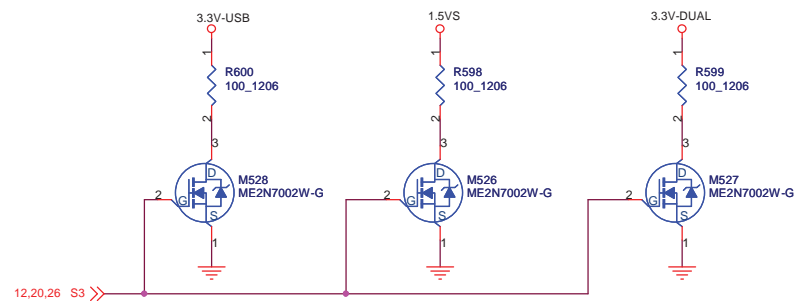 3.3V-USB
1
R600
100_1206
2
3
M528
ME2N7002W-G
D
2
G
S
1
1.5VS
1
R598
100_1206
2
3
M526
ME2N7002W-G
D
2
G
S
1
3.3V-DUAL
1
R599
100_1206
2
3
M527
ME2N7002W-G
D
2
G
S
1
12,20,26 S3